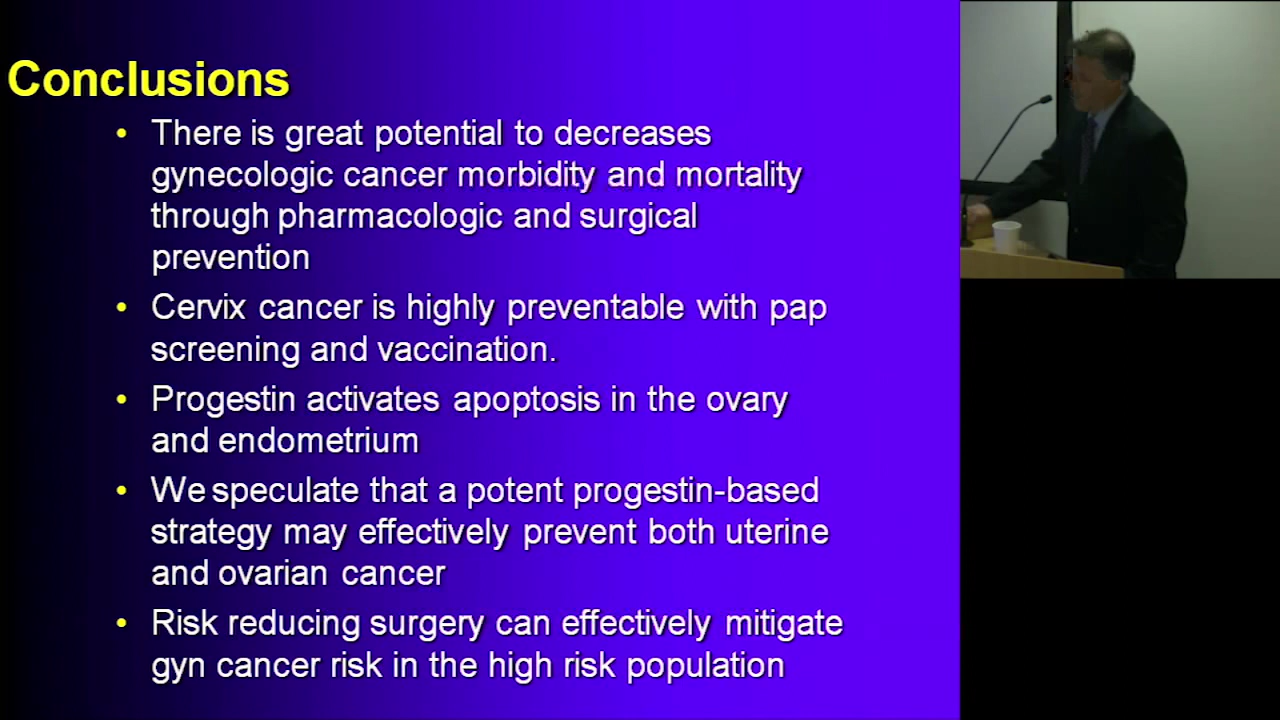 Conclusions
• There is great potential to decreases
gynecologic cancer morbidity and mortality
through pharmacologic and surgical
prevention
• Cervix cancer is highly preventable with pap
screening and vaccination.
• Progestin activates apoptosis in the ovary
and endometrium
• We speculate that a potent progestin-based
strategy may effectively prevent both uterine
and ovarian cancer
• Risk reducing surgery can effectively mitigate
gyn cancer risk in the high risk population